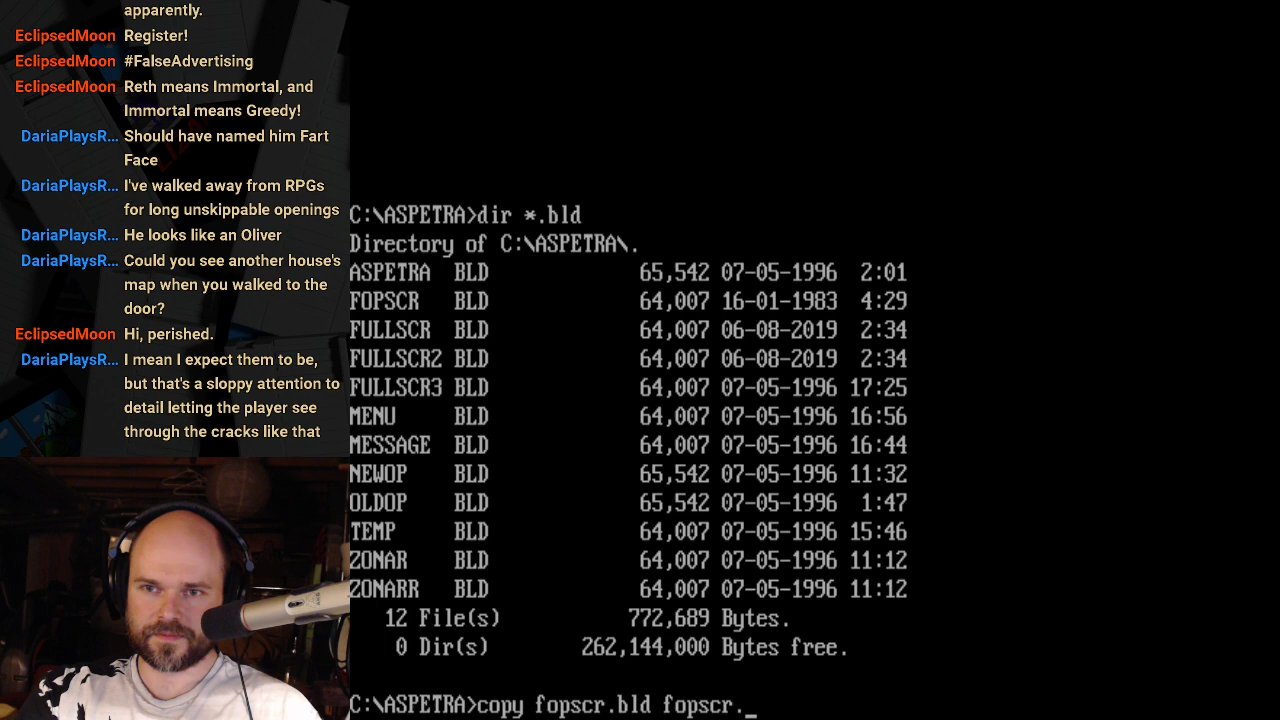 apparently.
EclipsedMoon Register!
EclipsedMoon #FalseAdvertising
EclipsedMoon Reth means Immortal, and
Immortal means Greedy!
DariaPlaysR... Should have named him Fart
Face
DariaPlaysR... I've walked away from RPGs
for long unskippable openings
DariaPlaysR... He looks like an Oliver
DariaPlaysR... Could you see another house's
map when you walked to the
door?
EclipsedMoon Hi, perished.
DariaPlaysR... I mean I expect them to be,
but that's a sloppy attention to
detail letting the player see
through the cracks like that
C:\ASPETRA>dir *.bld
Directory of C:\ASPETRA\.
ASPETRA BLD 65,542 07-05-1996 2:01
FOPSCR BLD 64,007 16-01-1983 4:29
FULLSCR BLD 64,007 06-08-2019 2:34
FULLSCR2 BLD 64,007 06-08-2019 2:34
FULLSCR3 BLD 64,007 07-05-1996 17:25
MENU BLD 64,007 07-05-1996 16:56
MESSAGE BLD 64,007 07-05-1996 16:44
NEWOP BLD 65,542 07-05-1996 11:32
OLDOP BLD 65,542 07-05-1996 1:47
TEMP BLD 64,007 07-05-1996 15:46
ZONAR BLD 64,007 07-05-1996 11:12
ZONARR BLD 64,007 07-05-1996 11:12
12 File(s) 772,689 Bytes.
0 Dir(s) 262,144,000 Bytes free.
C:\ASPETRA>copy fopscr.bld fopscr._